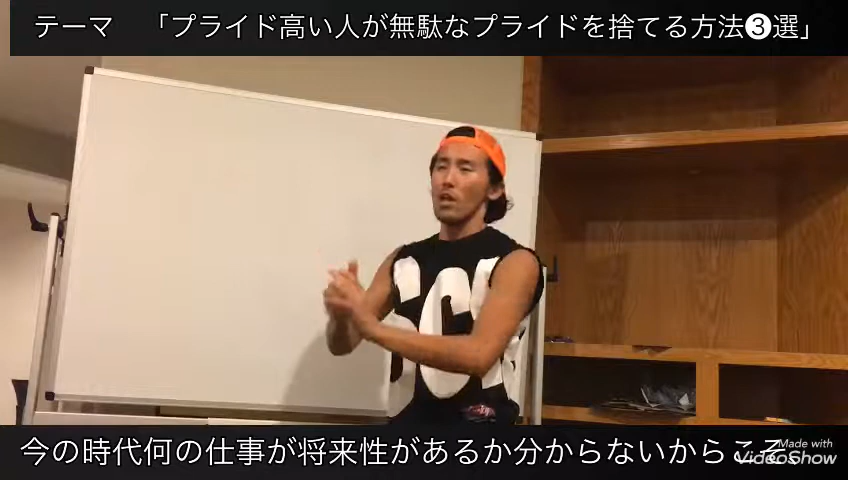 テーマ 「プライド高い人が無駄なプライドを捨てる方法❸選」
今の時代何の仕事が将来性があるか分からないからこそ、
Made with
VideoShow